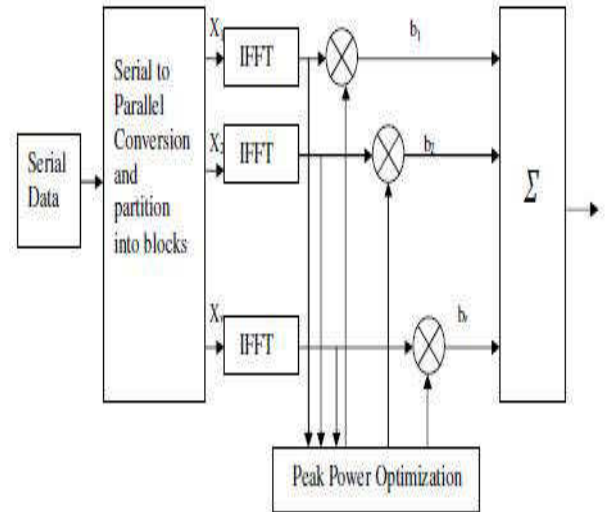 X₁
IFFT
b₁
Serial to
Parallel
Conversion
and
partition
into blocks
Serial
Data
X₂
IFFT
b₂
Σ
Xᵥ
IFFT
Peak Power Optimization